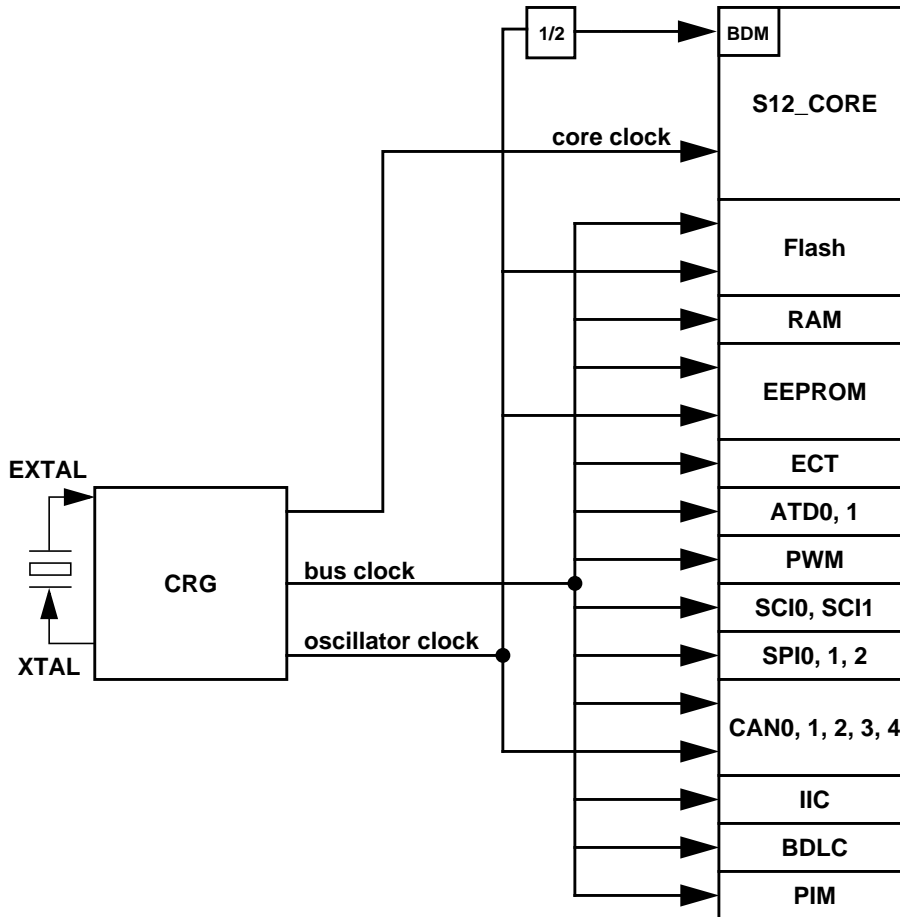 1/2
BDM
S12_CORE
core clock
Flash
RAM
EEPROM
EXTAL
ECT
ATD0, 1
PWM
CRG
bus clock
SCI0, SCI1
oscillator clock
SPI0, 1, 2
XTAL
CAN0, 1, 2, 3, 4
IIC
BDLC
PIM